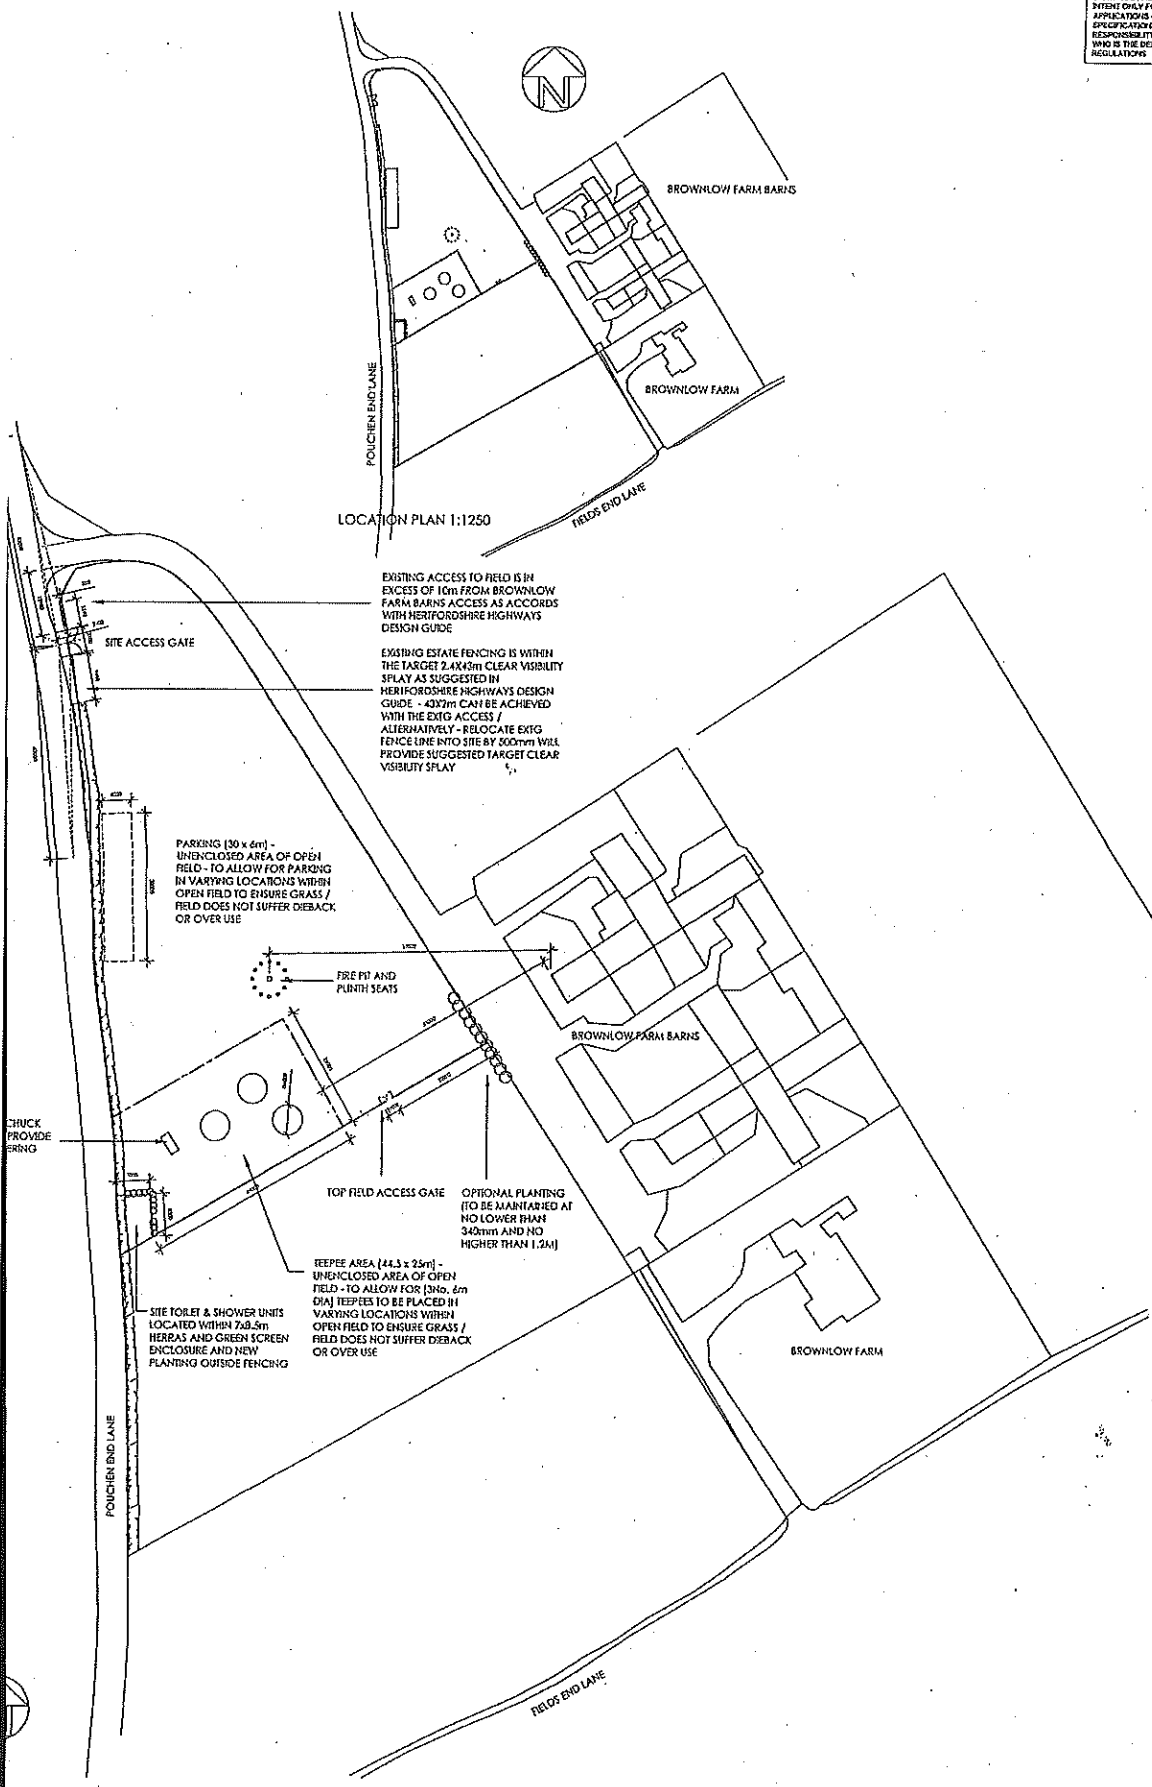 INTENT ONLY
APPLICATIONS
RESPONSIBILITY
WHO IS THE
REGULATIONS
N
BROWNLOW FARM BARNS
BROWNLOW FARM
POUCHEN END LANE
FIELDS END LANE
LOCATION PLAN 1:1250
EXISTING ACCESS TO FIELD IS IN
EXCESS OF 10m FROM BROWNLOW
FARM BARNS ACCESS AS ACCORDS
WITH HERTFORDSHIRE HIGHWAYS
DESIGN GUIDE
SITE ACCESS GATE
EXISTING ESTATE FENCING IS WITHIN
THE TARGET 2.4X43m CLEAR VISIBILITY
SPLAY AS SUGGESTED IN
HERTFORDSHIRE HIGHWAYS DESIGN
GUIDE - 43X2m CAN BE ACHIEVED
WITH THE EXTG ACCESS /
ALTERNATIVELY - RELOCATE EXTG
FENCE LINE INTO SITE BY 500mm WILL
PROVIDE SUGGESTED TARGET CLEAR
VISIBILITY SPLAY
PARKING (30 x 6m) -
UNENCLOSED AREA OF OPEN
FIELD - TO ALLOW FOR PARKING
IN VARYING LOCATIONS WITHIN
OPEN FIELD TO ENSURE GRASS /
FIELD DOES NOT SUFFER DIEBACK
OR OVER USE
FIRE PIT AND
PLINTH SEATS
BROWNLOW FARM BARNS
CHUCK
PROVIDE
ERING
TOP FIELD ACCESS GATE
OPTIONAL PLANTING
(TO BE MAINTAINED AT
NO LOWER THAN
340mm AND NO
HIGHER THAN 1.2M)
TEEPEE AREA (44.5 x 25m) -
UNENCLOSED AREA OF OPEN
FIELD - TO ALLOW FOR (3No. 6m
DIA) TEEPEES TO BE PLACED IN
VARYING LOCATIONS WITHIN
OPEN FIELD TO ENSURE GRASS /
FIELD DOES NOT SUFFER DIEBACK
OR OVER USE
SITE TOILET & SHOWER UNITS
LOCATED WITHIN 7x8.5m
HERRAS AND GREEN SCREEN
ENCLOSURE AND NEW
PLANTING OUTSIDE FENCING
BROWNLOW FARM
POUCHEN END LANE
FIELDS END LANE